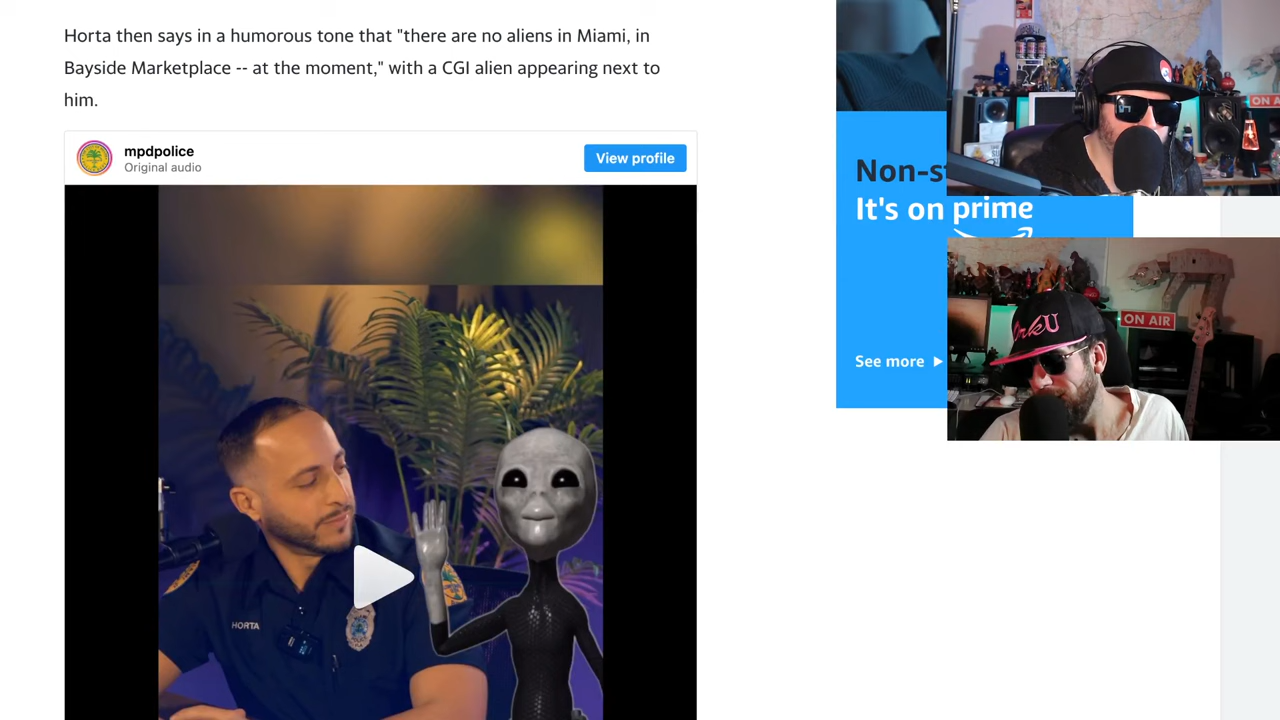 Horta then says in a humorous tone that "there are no aliens in Miami, in
Bayside Marketplace -- at the moment," with a CGI alien appearing next to
him.
mpdpolice
Original audio
View profile
HORTA
Non-s
It's on prime
See more
ON A
ON AIR